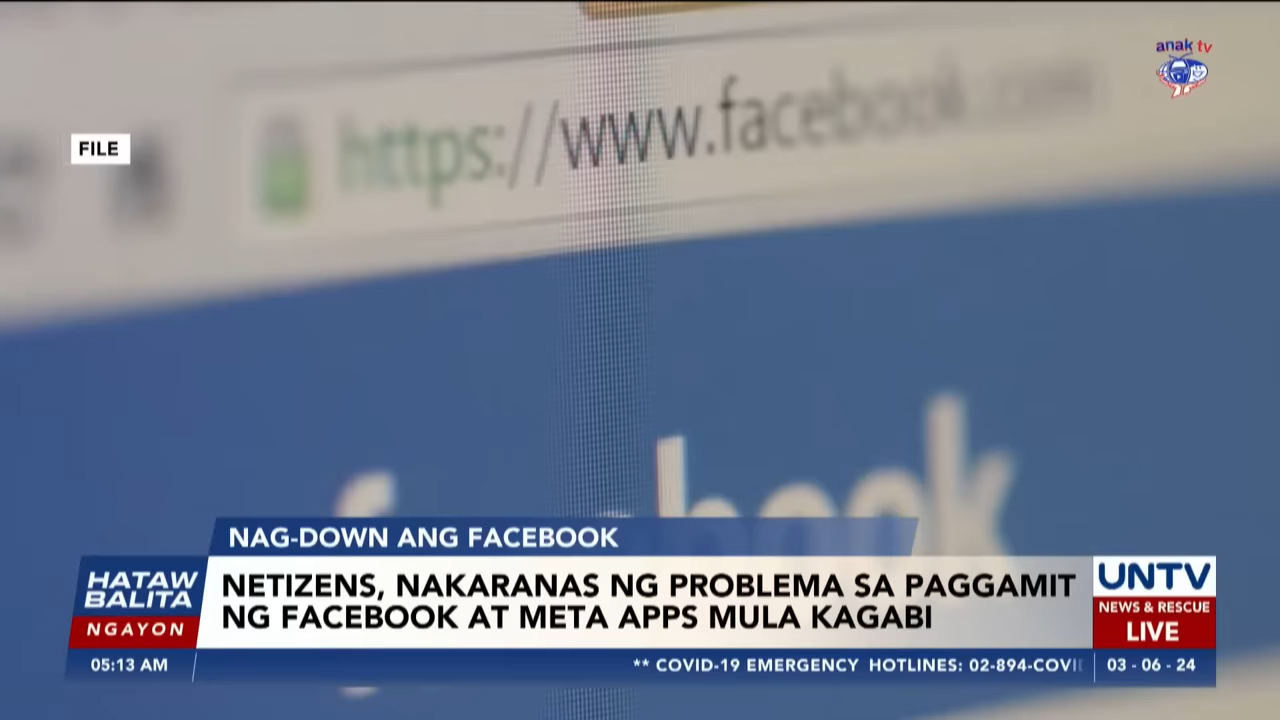 anak tv
FILE
https://www.facebook.com
facebook
NAG-DOWN ANG FACEBOOK
HATAW
BALITA
NGAYON
NETIZENS, NAKARANAS NG PROBLEMA SA PAGGAMIT
NG FACEBOOK AT META APPS MULA KAGABI
UNTV
NEWS & RESCUE
LIVE
05:13 AM
** COVID-19 EMERGENCY HOTLINES: 02-894-COVI
03 - 06 - 24